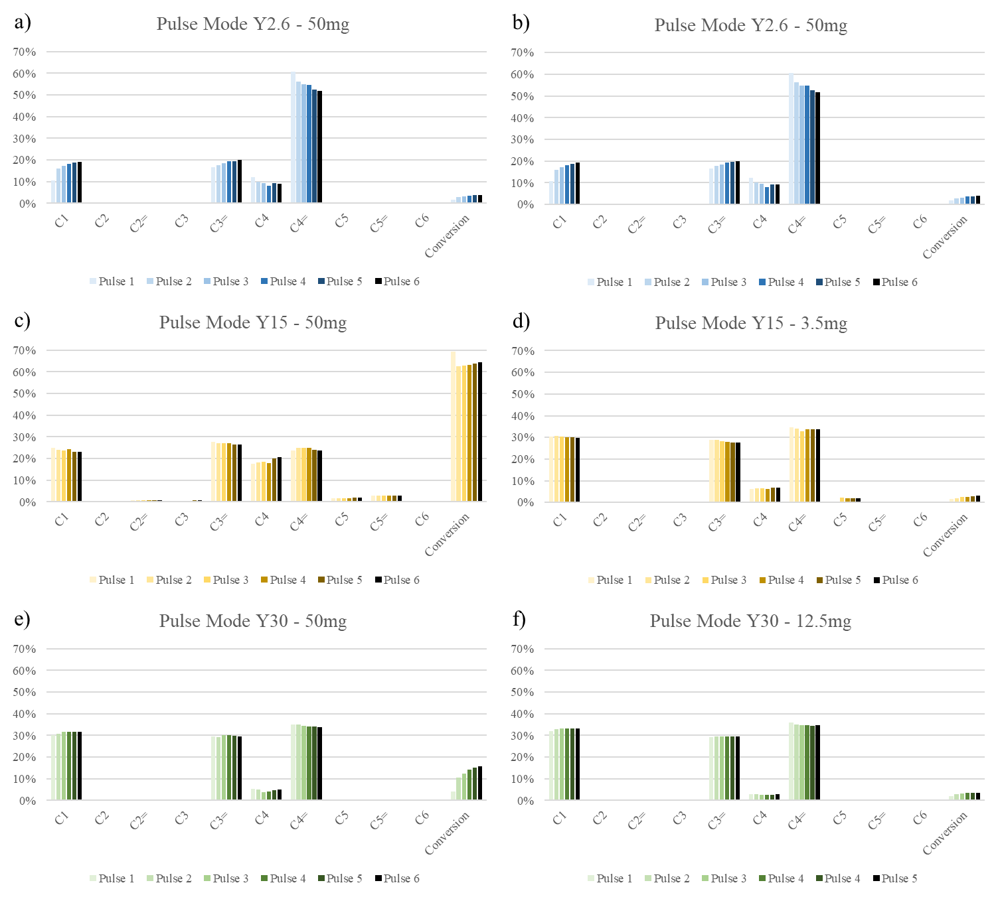 a)
Pulse Mode Y2.6 - 50mg
70%
60%
50%
40%
30%
20%
10%
0%
C1 C2 C2= C3 C3= C4 C4= C5 C5= C6 Conversion
Pulse 1 Pulse 2 Pulse 3 Pulse 4 Pulse 5 Pulse 6
b)
Pulse Mode Y2.6 - 50mg
70%
60%
50%
40%
30%
20%
10%
0%
C1 C2 C2= C3 C3= C4 C4= C5 C5= C6 Conversion
Pulse 1 Pulse 2 Pulse 3 Pulse 4 Pulse 5 Pulse 6
c)
Pulse Mode Y15 - 50mg
70%
60%
50%
40%
30%
20%
10%
0%
C1 C2 C2= C3 C3= C4 C4= C5 C5= C6 Conversion
Pulse 1 Pulse 2 Pulse 3 Pulse 4 Pulse 5 Pulse 6
d)
Pulse Mode Y15 - 3.5mg
70%
60%
50%
40%
30%
20%
10%
0%
C1 C2 C2= C3 C3= C4 C4= C5 C5= C6 Conversion
Pulse 1 Pulse 2 Pulse 3 Pulse 4 Pulse 5 Pulse 6
e)
Pulse Mode Y30 - 50mg
70%
60%
50%
40%
30%
20%
10%
0%
C1 C2 C2= C3 C3= C4 C4= C5 C5= C6 Conversion
Pulse 1 Pulse 2 Pulse 3 Pulse 4 Pulse 5 Pulse 6
f)
Pulse Mode Y30 - 12.5mg
70%
60%
50%
40%
30%
20%
10%
0%
C1 C2 C2= C3 C3= C4 C4= C5 C5= C6 Conversion
Pulse 1 Pulse 2 Pulse 3 Pulse 4 Pulse 4 Pulse 5